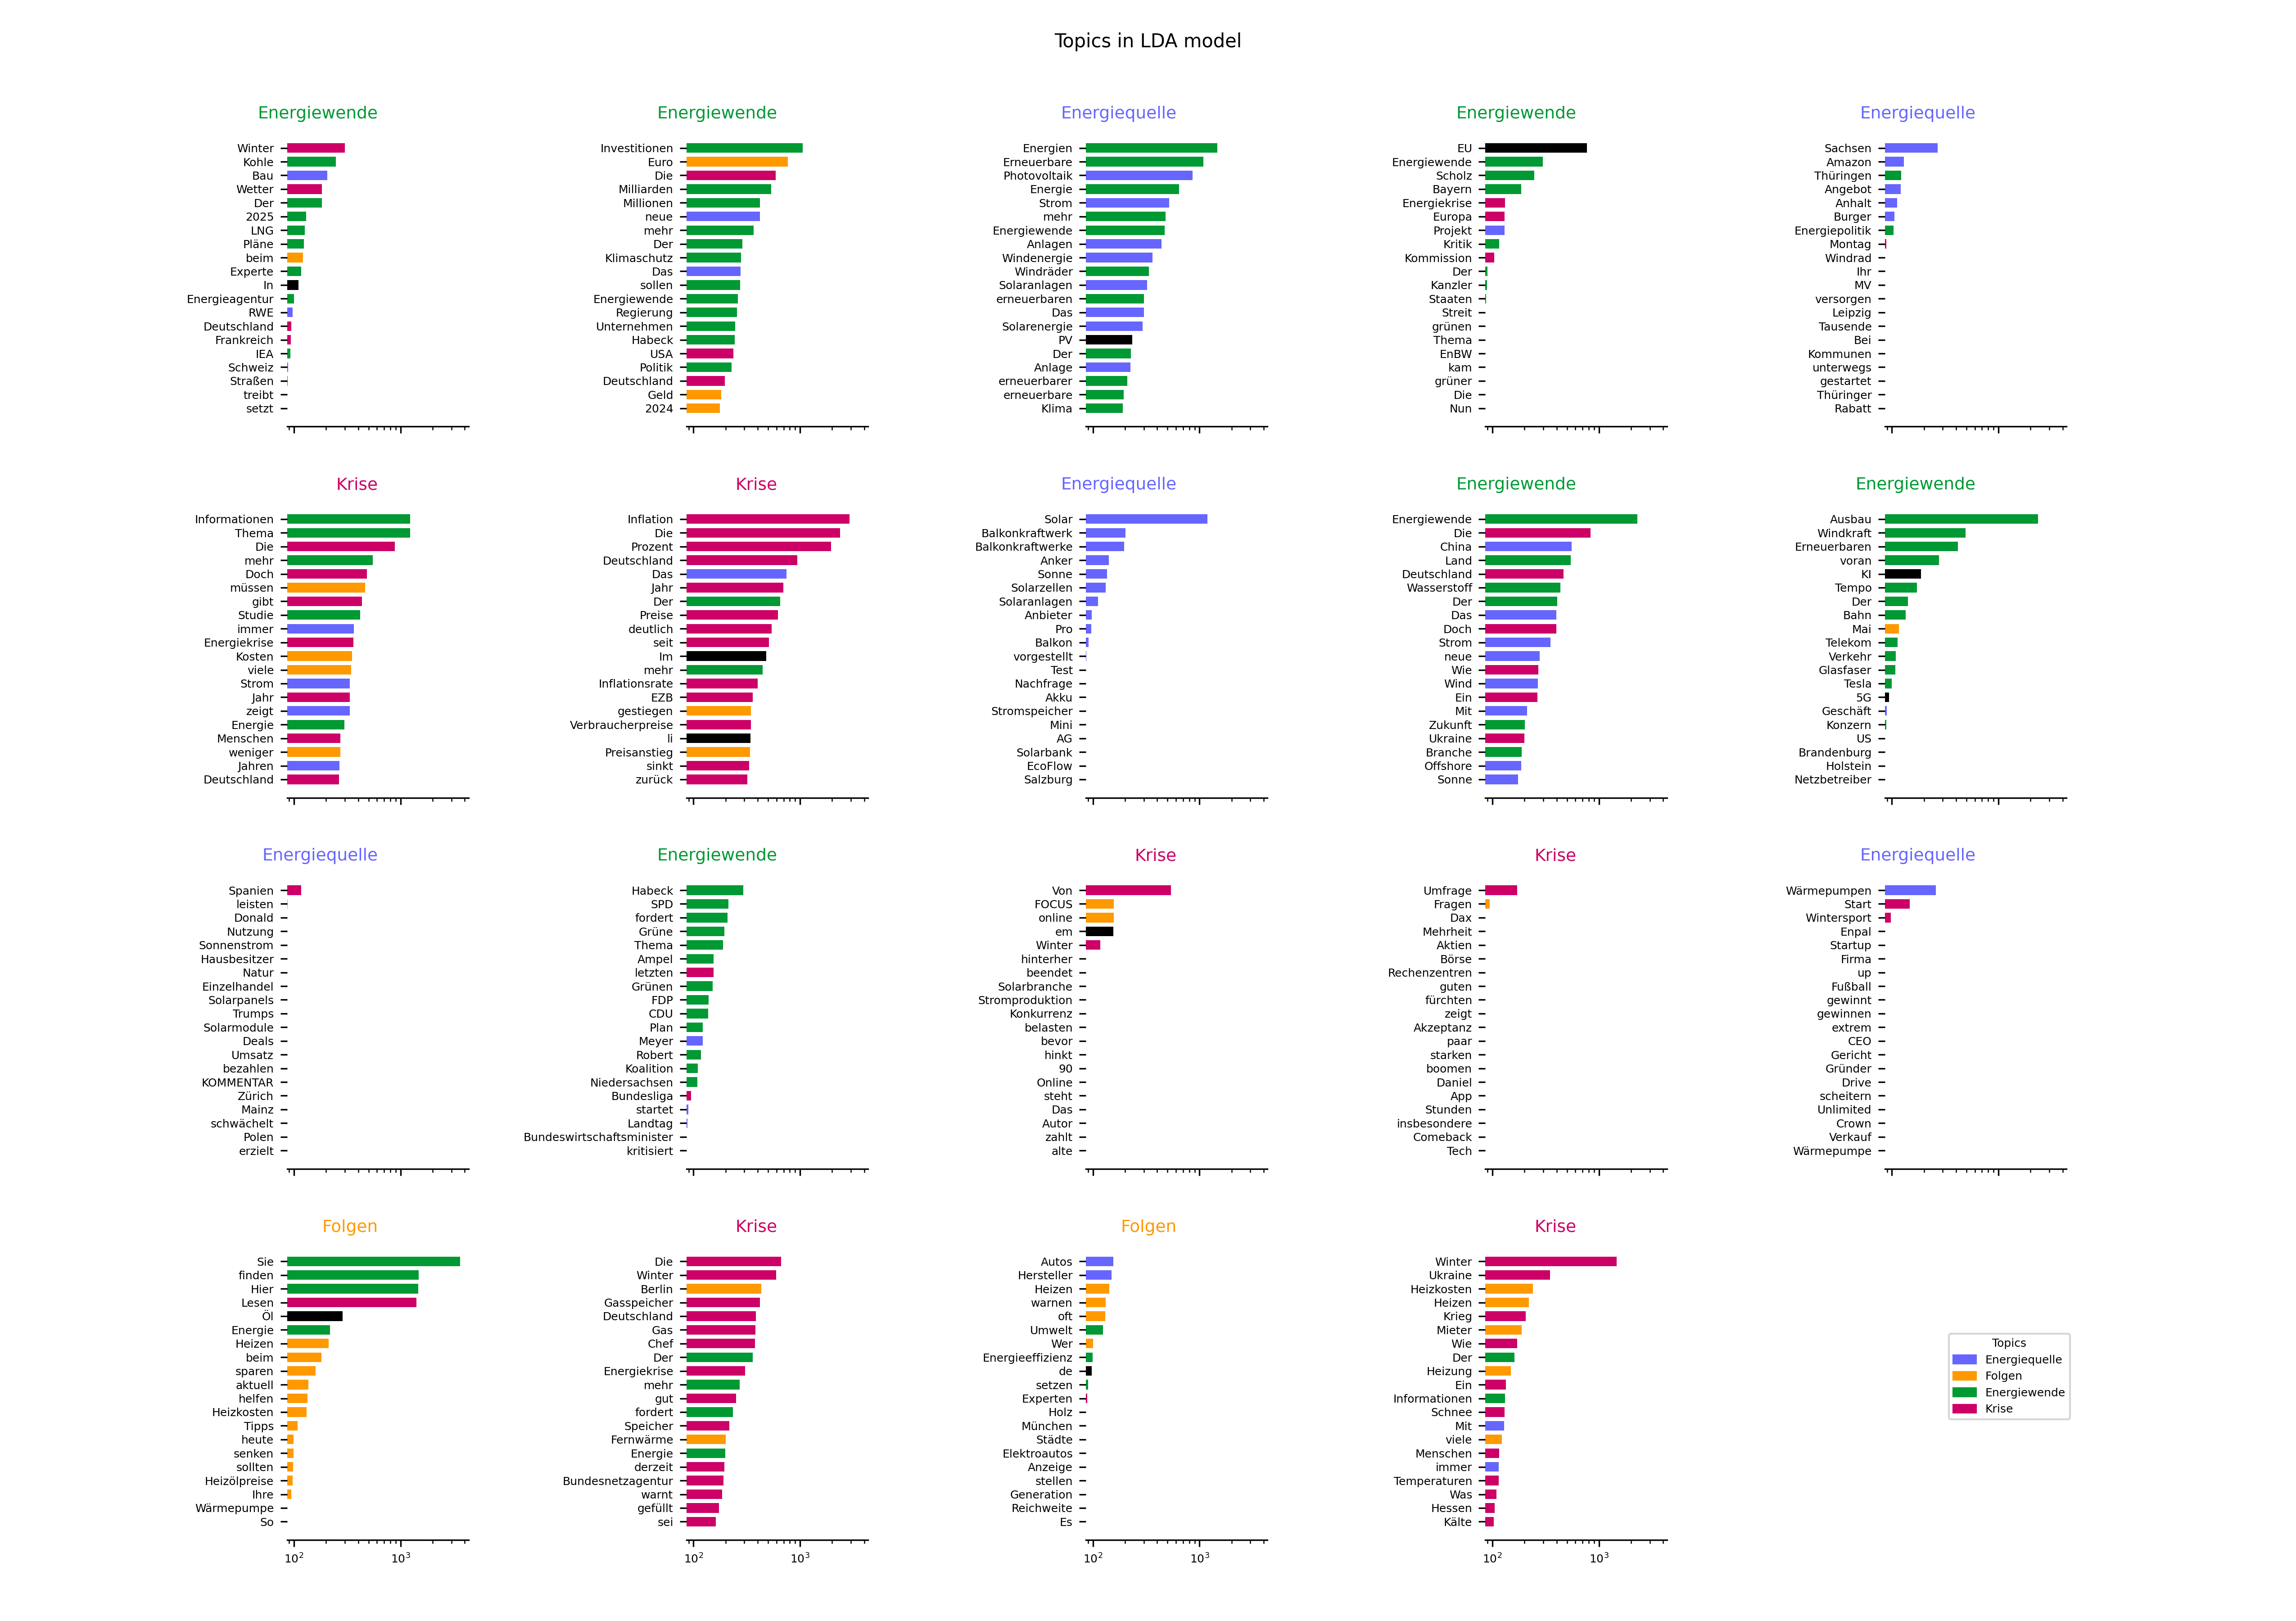 Topics in LDA model
Energiewende
Winter
Kohle
Bau
Wetter
Der
2025
LNG
Pläne
beim
Experte
In
Energieagentur
RWE
Deutschland
Frankreich
IEA
Schweiz
Straßen
treibt
setzt
Energiewende
Investitionen
Euro
Die
Milliarden
Millionen
neue
mehr
Der
Klimaschutz
Das
sollen
Energiewende
Regierung
Unternehmen
Habeck
USA
Politik
Deutschland
Geld
2024
Energiequelle
Energien
Erneuerbare
Photovoltaik
Energie
Strom
mehr
Energiewende
Anlagen
Windenergie
Windräder
Solaranlagen
erneuerbaren
Das
Solarenergie
PV
Der
Anlage
erneuerbarer
erneuerbare
Klima
Energiewende
EU
Energiewende
Scholz
Bayern
Energiekrise
Europa
Projekt
Kritik
Kommission
Der
Kanzler
Staaten
Streit
grünen
Thema
EnBW
kam
grüner
Die
Nun
Energiequelle
Sachsen
Amazon
Thüringen
Angebot
Anhalt
Burger
Energiepolitik
Montag
Windrad
Ihr
MV
versorgen
Leipzig
Tausende
Bei
Kommunen
unterwegs
gestartet
Thüringer
Rabatt
Krise
Informationen
Thema
Die
mehr
Doch
müssen
gibt
Studie
immer
Energiekrise
Kosten
viele
Strom
Jahr
zeigt
Energie
Menschen
weniger
Jahren
Deutschland
Krise
Inflation
Die
Prozent
Deutschland
Das
Jahr
Der
Preise
deutlich
seit
Im
mehr
Inflationsrate
EZB
gestiegen
Verbraucherpreise
li
Preisanstieg
sinkt
zurück
Energiequelle
Solar
Balkonkraftwerk
Balkonkraftwerke
Anker
Sonne
Solarzellen
Solaranlagen
Anbieter
Pro
Balkon
vorgestellt
Test
Nachfrage
Akku
Stromspeicher
Mini
AG
Solarbank
EcoFlow
Salzburg
Energiewende
Energiewende
Die
China
Land
Deutschland
Wasserstoff
Der
Das
Doch
Strom
neue
Wie
Wind
Ein
Mit
Zukunft
Ukraine
Branche
Offshore
Sonne
Energiewende
Ausbau
Windkraft
Erneuerbaren
voran
KI
Tempo
Der
Bahn
Mai
Telekom
Verkehr
Glasfaser
Tesla
5G
Geschäft
Konzern
US
Brandenburg
Holstein
Netzbetreiber
Energiequelle
Spanien
leisten
Donald
Nutzung
Sonnenstrom
Hausbesitzer
Natur
Einzelhandel
Solarpanels
Trumps
Solarmodule
Deals
Umsatz
bezahlen
KOMMENTAR
Zürich
Mainz
schwächelt
Polen
erzielt
Energiewende
Habeck
SPD
fordert
Grüne
Thema
Ampel
letzten
Grünen
FDP
CDU
Plan
Meyer
Robert
Koalition
Niedersachsen
Bundesliga
startet
Landtag
Bundeswirtschaftsminister
kritisiert
Krise
Von
FOCUS
online
em
Winter
hinterher
beendet
Solarbranche
Stromproduktion
Konkurrenz
belasten
bevor
hinkt
90
Online
steht
Das
Autor
zahlt
alte
Krise
Umfrage
Fragen
Dax
Mehrheit
Aktien
Börse
Rechenzentren
guten
fürchten
zeigt
Akzeptanz
paar
starken
boomen
Daniel
App
Stunden
insbesondere
Comeback
Tech
Energiequelle
Wärmepumpen
Start
Wintersport
Enpal
Startup
Firma
up
Fußball
gewinnt
gewinnen
extrem
CEO
Gericht
Gründer
Drive
scheitern
Unlimited
Crown
Verkauf
Wärmepumpe
Folgen
Sie
finden
Hier
Lesen
Öl
Energie
Heizen
beim
sparen
aktuell
helfen
Heizkosten
Tipps
heute
senken
sollten
Heizölpreise
Ihre
Wärmepumpe
So
10² 10³
Krise
Die
Winter
Berlin
Gasspeicher
Deutschland
Gas
Chef
Der
Energiekrise
mehr
gut
fordert
Speicher
Fernwärme
Energie
derzeit
Bundesnetzagentur
warnt
gefüllt
sei
10² 10³
Folgen
Autos
Hersteller
Heizen
warnen
oft
Umwelt
Wer
Energieeffizienz
de
setzen
Experten
Holz
München
Städte
Elektroautos
Anzeige
stellen
Generation
Reichweite
Es
10² 10³
Krise
Winter
Ukraine
Heizkosten
Heizen
Krieg
Mieter
Wie
Der
Heizung
Ein
Informationen
Schnee
Mit
viele
Menschen
immer
Temperaturen
Was
Hessen
Kälte
10² 10³
Topics
Energiequelle
Folgen
Energiewende
Krise